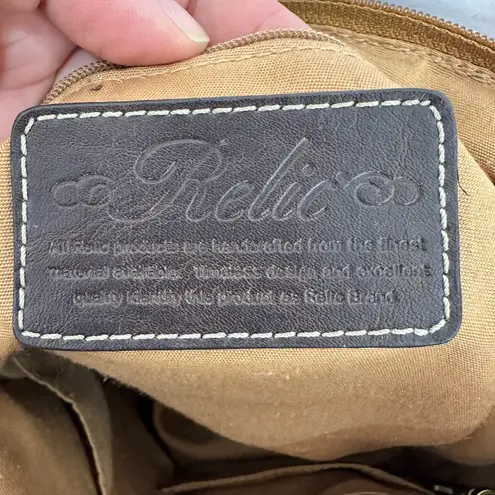 Relic
All Relic products are handcrafted from the finest
material available. Timeless design and excellent
quality identify this product as Relic Brand.